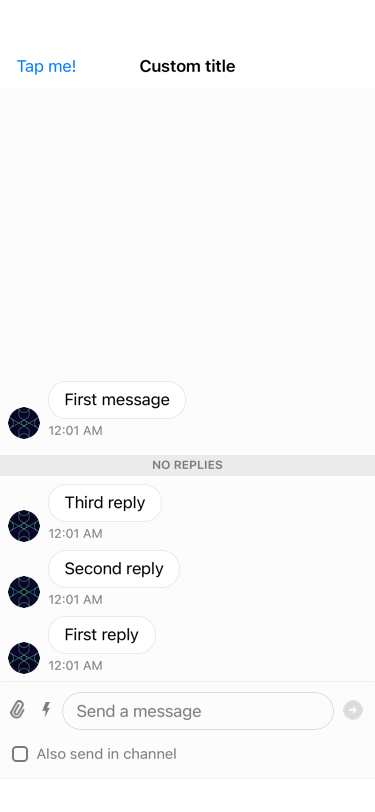 Tap me!
Custom title
First message
12:01 AM
NO REPLIES
Third reply
12:01 AM
Second reply
12:01 AM
First reply
12:01 AM
Send a message
Also send in channel